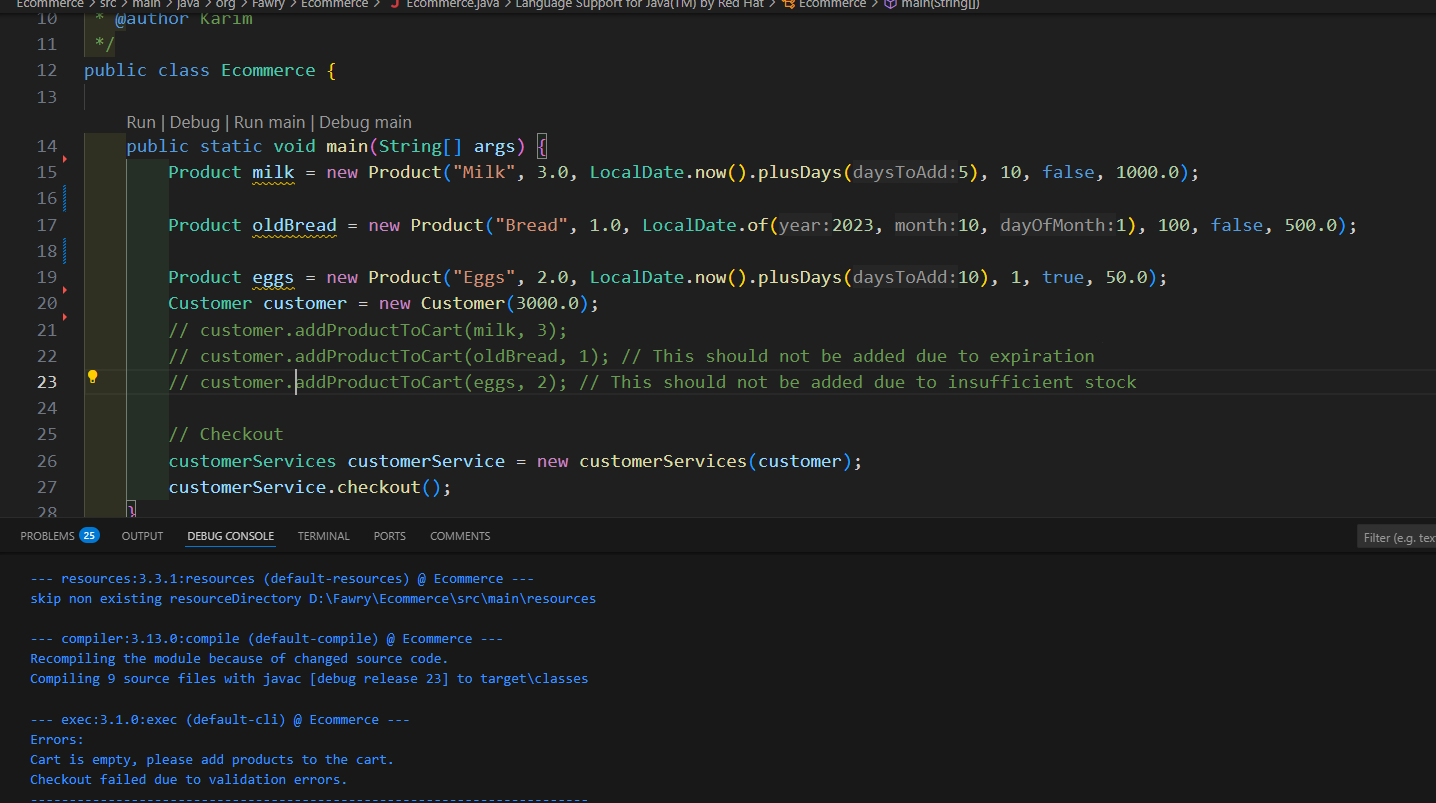 Ecommerce > src > main > java > org > Fawry > Ecommerce > J Ecommerce.java > Language Support for Java(TM) by Red Hat > Ecommerce > main(String[])
10 * @author Karim
11 */
12 public class Ecommerce {
13
Run | Debug | Run main | Debug main
14 public static void main(String[] args) {
15 Product milk = new Product("Milk", 3.0, LocalDate.now().plusDays(daysToAdd:5), 10, false, 1000.0);
16
17 Product oldBread = new Product("Bread", 1.0, LocalDate.of(year:2023, month:10, dayOfMonth:1), 100, false, 500.0);
18
19 Product eggs = new Product("Eggs", 2.0, LocalDate.now().plusDays(daysToAdd:10), 1, true, 50.0);
20 Customer customer = new Customer(3000.0);
21 // customer.addProductToCart(milk, 3);
22 // customer.addProductToCart(oldBread, 1); // This should not be added due to expiration
23 // customer.addProductToCart(eggs, 2); // This should not be added due to insufficient stock
24
25 // Checkout
26 customerServices customerService = new customerServices(customer);
27 customerService.checkout();
28 }
PROBLEMS 25 OUTPUT DEBUG CONSOLE TERMINAL PORTS COMMENTS Filter (e.g. tex
--- resources:3.3.1:resources (default-resources) @ Ecommerce ---
skip non existing resourceDirectory D:\Fawry\Ecommerce\src\main\resources
--- compiler:3.13.0:compile (default-compile) @ Ecommerce ---
Recompiling the module because of changed source code.
Compiling 9 source files with javac [debug release 23] to target\classes
--- exec:3.1.0:exec (default-cli) @ Ecommerce ---
Errors:
Cart is empty, please add products to the cart.
Checkout failed due to validation errors.
------------------------------------------------------------------------